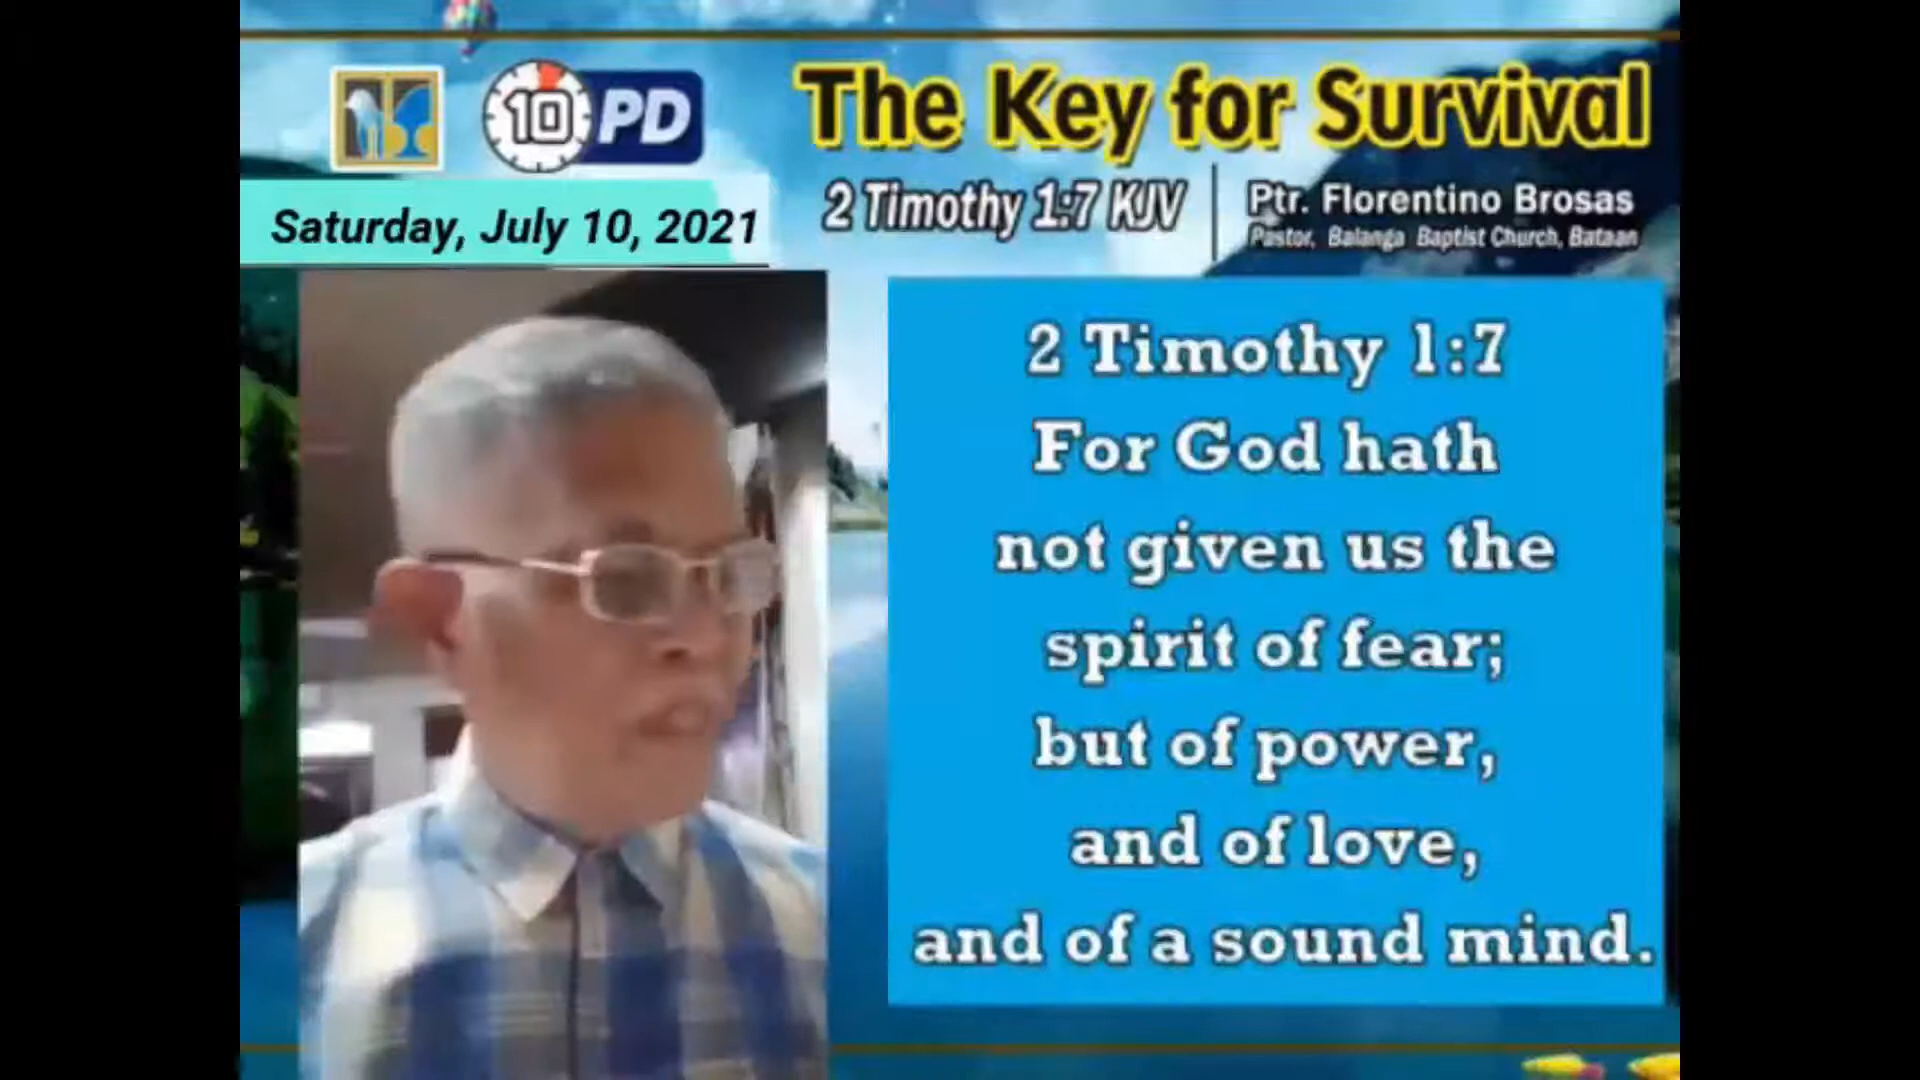 10 PD
The Key for Survival
Saturday, July 10, 2021
2 Timothy 1:7 KJV
Ptr. Florentino Brosas
Pastor, Balanga Baptist Church, Bataan
2 Timothy 1:7
For God hath
not given us the
spirit of fear;
but of power,
and of love,
and of a sound mind.